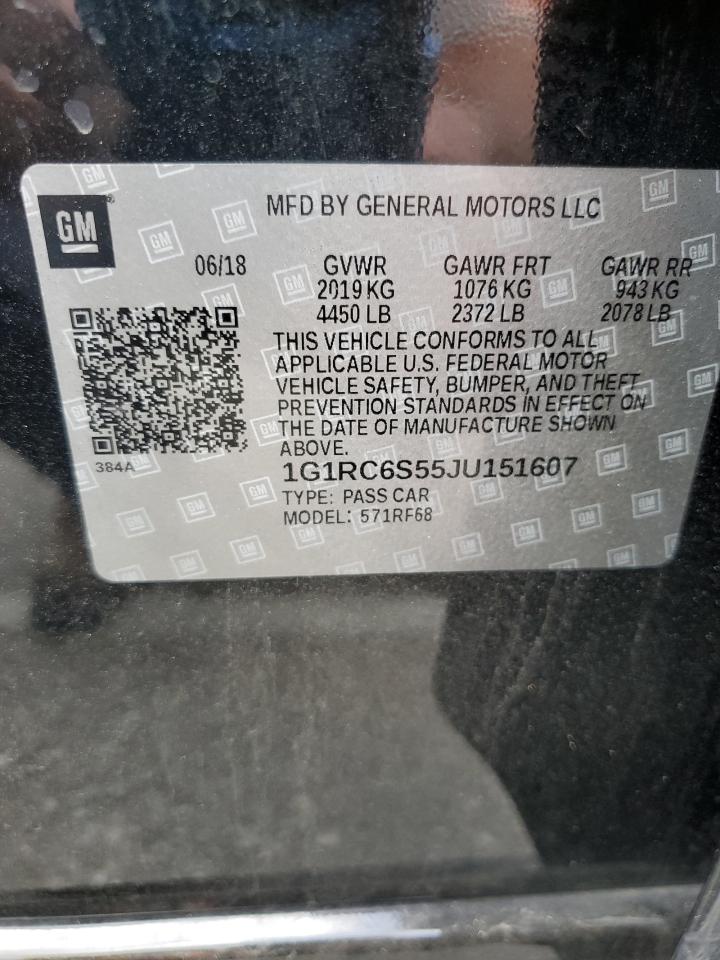 GM
MFD BY GENERAL MOTORS LLC
06/18 GVWR GAWR FRT GAWR RR
2019 KG 1076 KG 943 KG
4450 LB 2372 LB 2078 LB
THIS VEHICLE CONFORMS TO ALL
APPLICABLE U.S. FEDERAL MOTOR
VEHICLE SAFETY, BUMPER, AND THEFT
PREVENTION STANDARDS IN EFFECT ON
THE DATE OF MANUFACTURE SHOWN
ABOVE.
384A
1G1RC6S55JU151607
TYPE: PASS CAR
MODEL: 571RF68